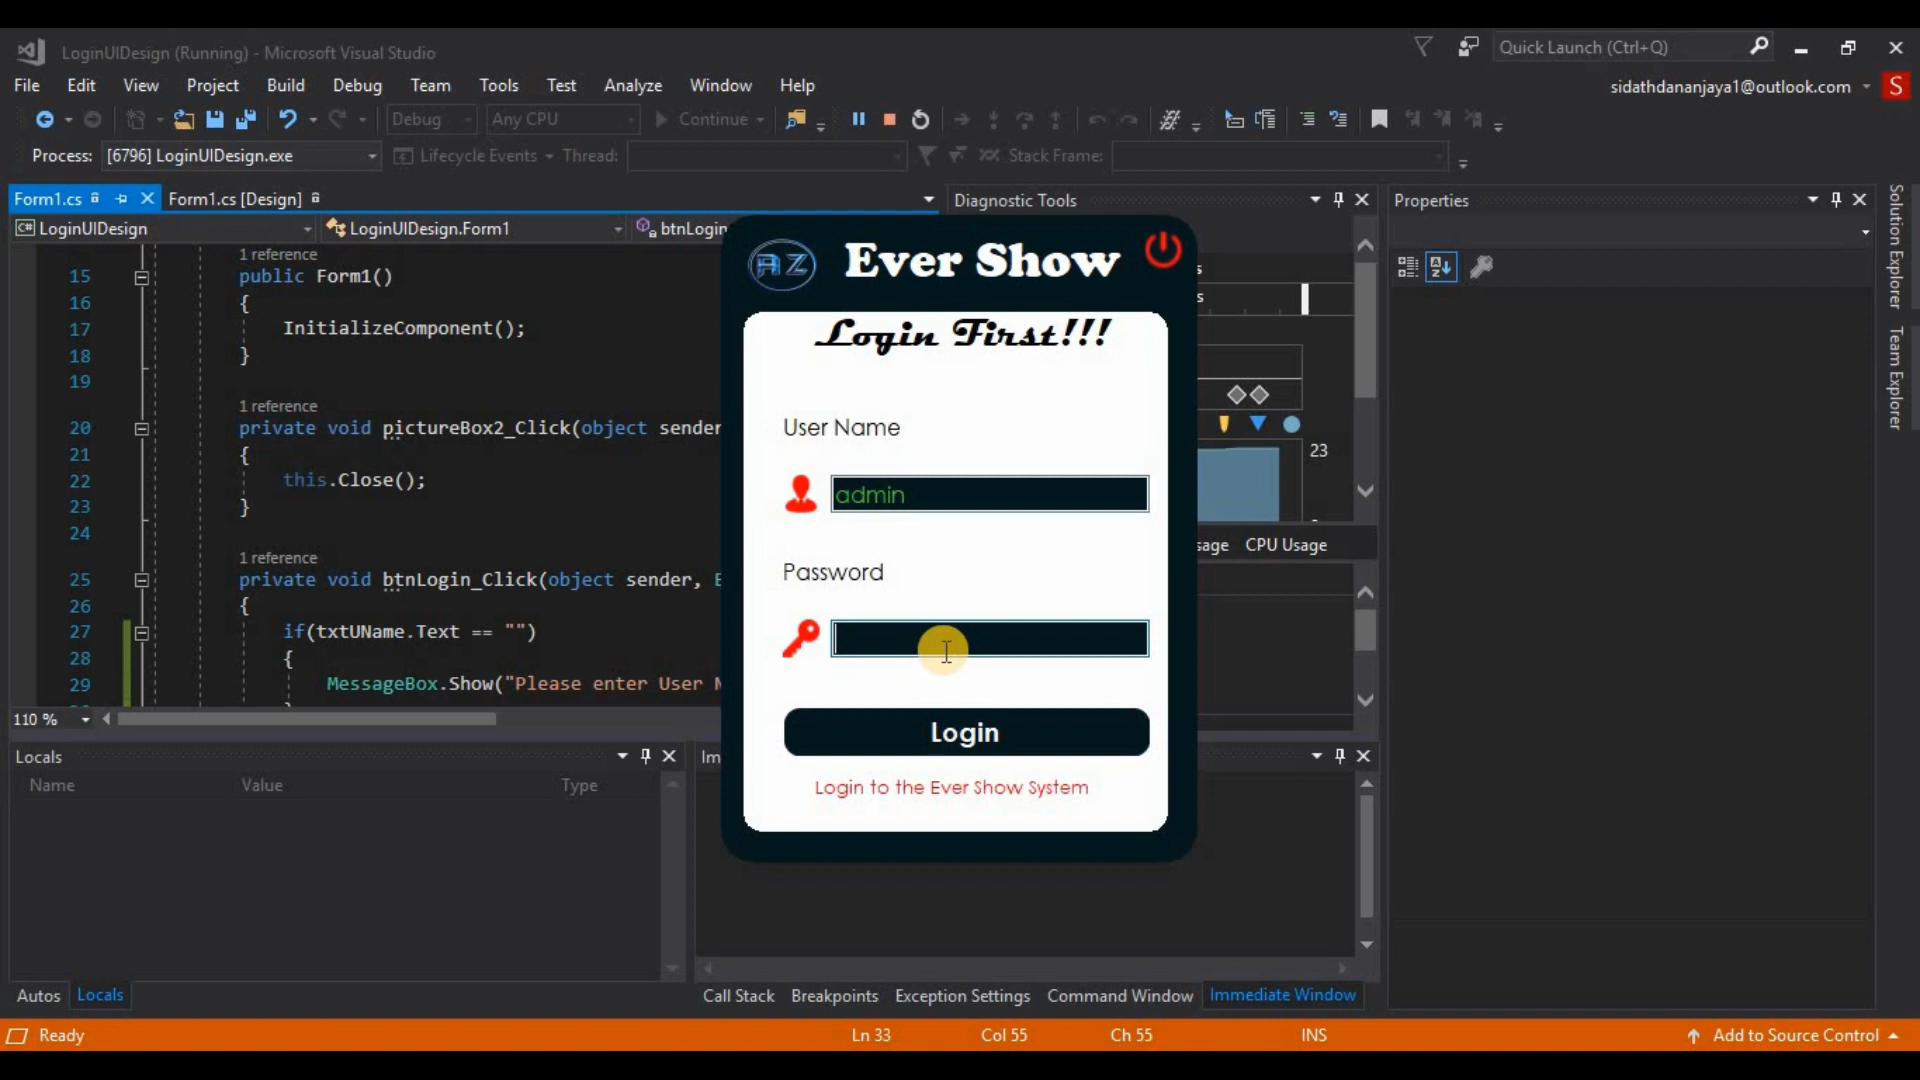 LoginUIDesign (Running) - Microsoft Visual Studio
Quick Launch (Ctrl+Q)
File Edit View Project Build Debug Team Tools Test Analyze Window Help
sidathdananjaya1@outlook.com S
Debug Any CPU Continue
Process: [6796] LoginUIDesign.exe Lifecycle Events Thread: Stack Frame:
Form1.cs Form1.cs [Design]
Diagnostic Tools
Properties
C# LoginUIDesign LoginUIDesign.Form1 btnLogin
1 reference
15 public Form1()
16 {
17 InitializeComponent();
18 }
19
1 reference
20 private void pictureBox2_Click(object sender
21 {
22 this.Close();
23 }
24
1 reference
25 private void btnLogin_Click(object sender, E
26 {
27 if(txtUName.Text == "")
28 {
29 MessageBox.Show("Please enter User N
110 %
AZ Ever Show
Login First!!!
User Name
admin
Password
Login
Login to the Ever Show System
s
s
23
sage CPU Usage
Solution Explorer
Team Explorer
Locals
Name Value Type
Im
Autos Locals
Call Stack Breakpoints Exception Settings Command Window Immediate Window
Ready Ln 33 Col 55 Ch 55 INS Add to Source Control